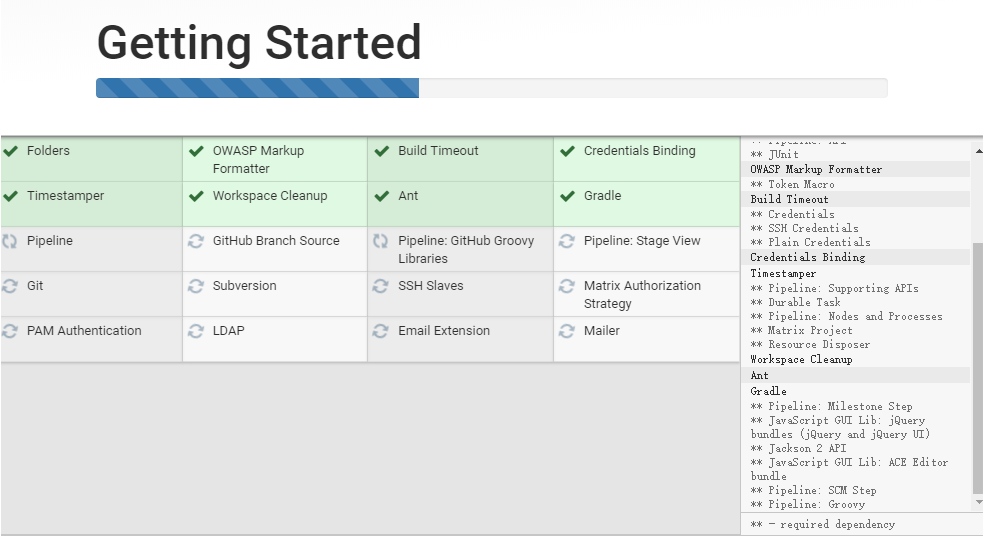 Getting Started
Folders
OWASP Markup
Formatter
Build Timeout
Credentials Binding
Timestamper
Workspace Cleanup
Ant
Gradle
Pipeline
GitHub Branch Source
Pipeline: GitHub Groovy
Libraries
Pipeline: Stage View
Git
Subversion
SSH Slaves
Matrix Authorization
Strategy
PAM Authentication
LDAP
Email Extension
Mailer
** Pipeline: API
** JUnit
OWASP Markup Formatter
** Token Macro
Build Timeout
** Credentials
** SSH Credentials
** Plain Credentials
Credentials Binding
Timestamper
** Pipeline: Supporting APIs
** Durable Task
** Pipeline: Nodes and Processes
** Matrix Project
** Resource Disposer
Workspace Cleanup
Ant
Gradle
** Pipeline: Milestone Step
** JavaScript GUI Lib: jQuery
bundles (jQuery and jQuery UI)
** Jackson 2 API
** JavaScript GUI Lib: ACE Editor
bundle
** Pipeline: SCM Step
** Pipeline: Groovy
** - required dependency